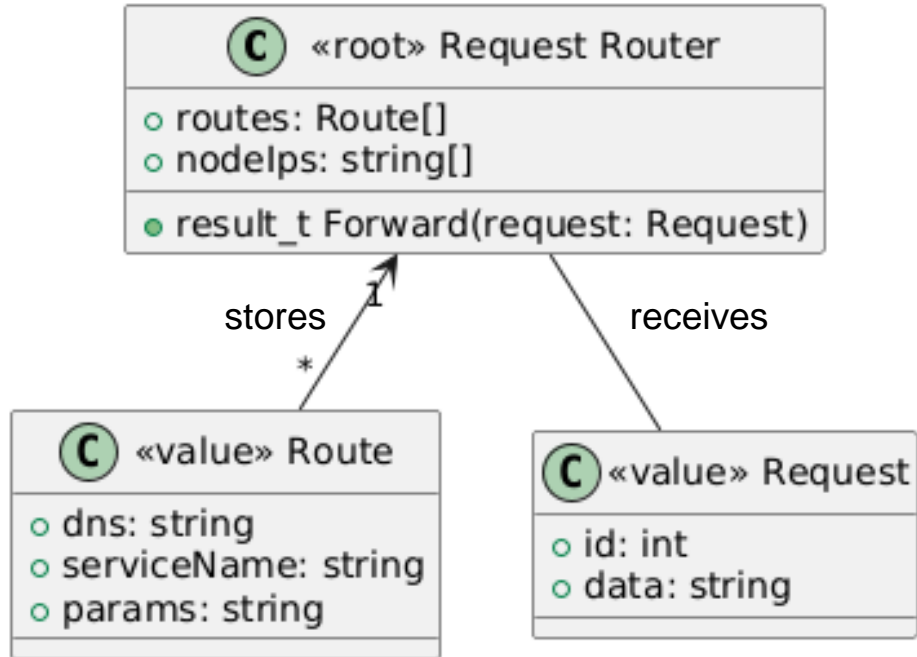 C «root» Request Router
routes: Route[]
nodeIps: string[]
result_t Forward(request: Request)
1
stores
receives
*
C «value» Route
dns: string
serviceName: string
params: string
C «value» Request
id: int
data: string